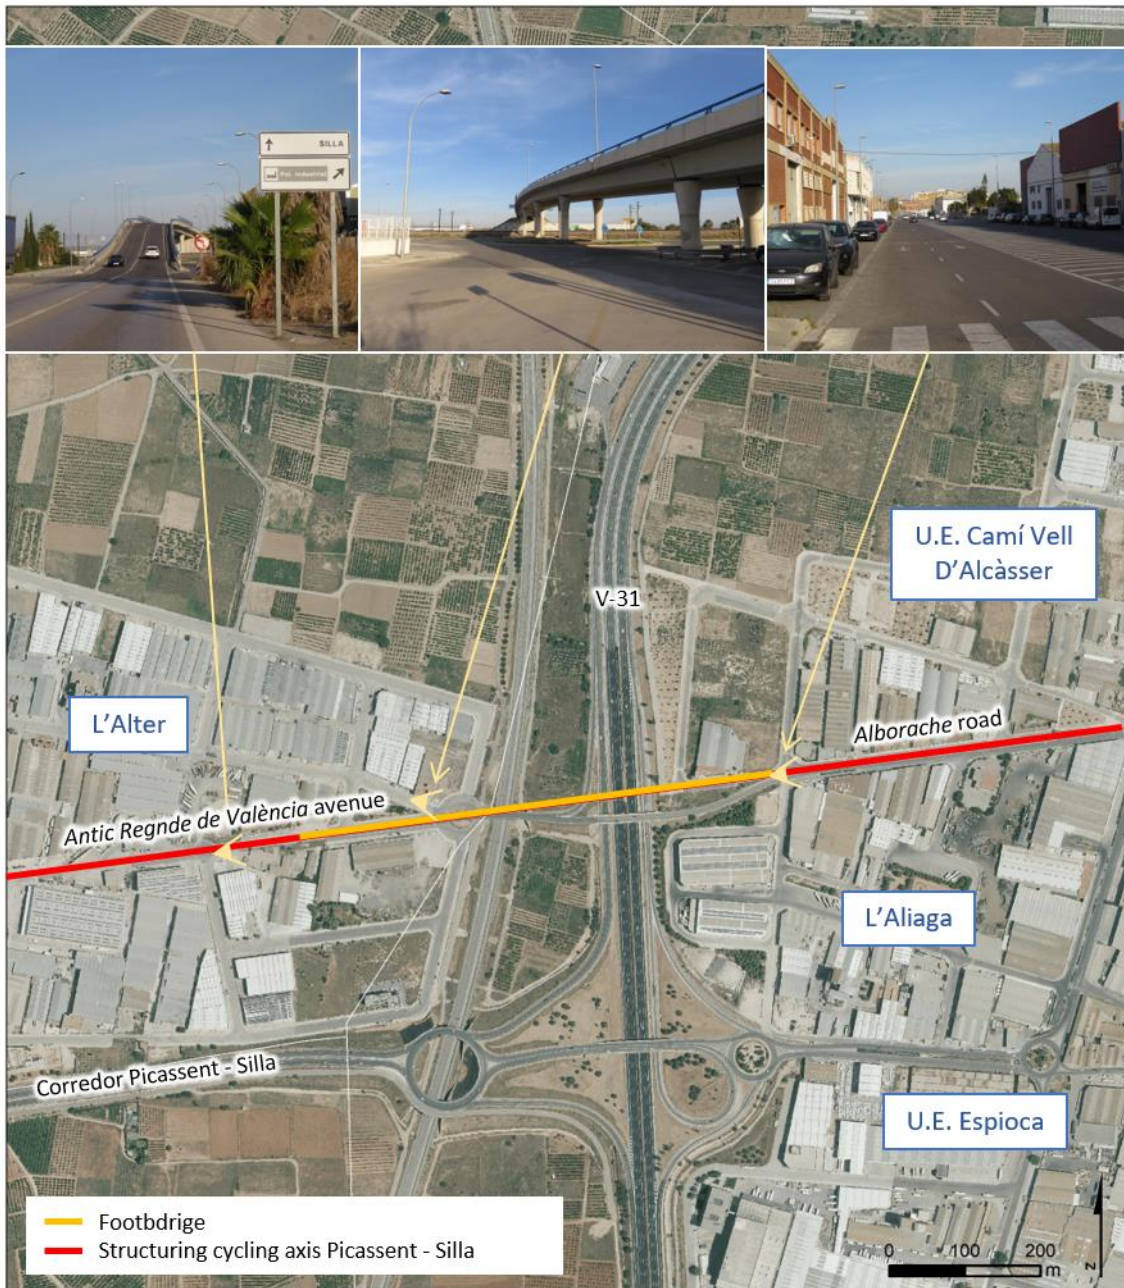 SILLA
Pol. Industrial
U.E. Camí Vell
D'Alcàsser
V-31
L'Alter
Alborache road
Antic Regnde de València avenue
L'Aliaga
Corredor Picassent - Silla
U.E. Espioca
Footbdrige
Structuring cycling axis Picassent - Silla
0 100 200
m
N